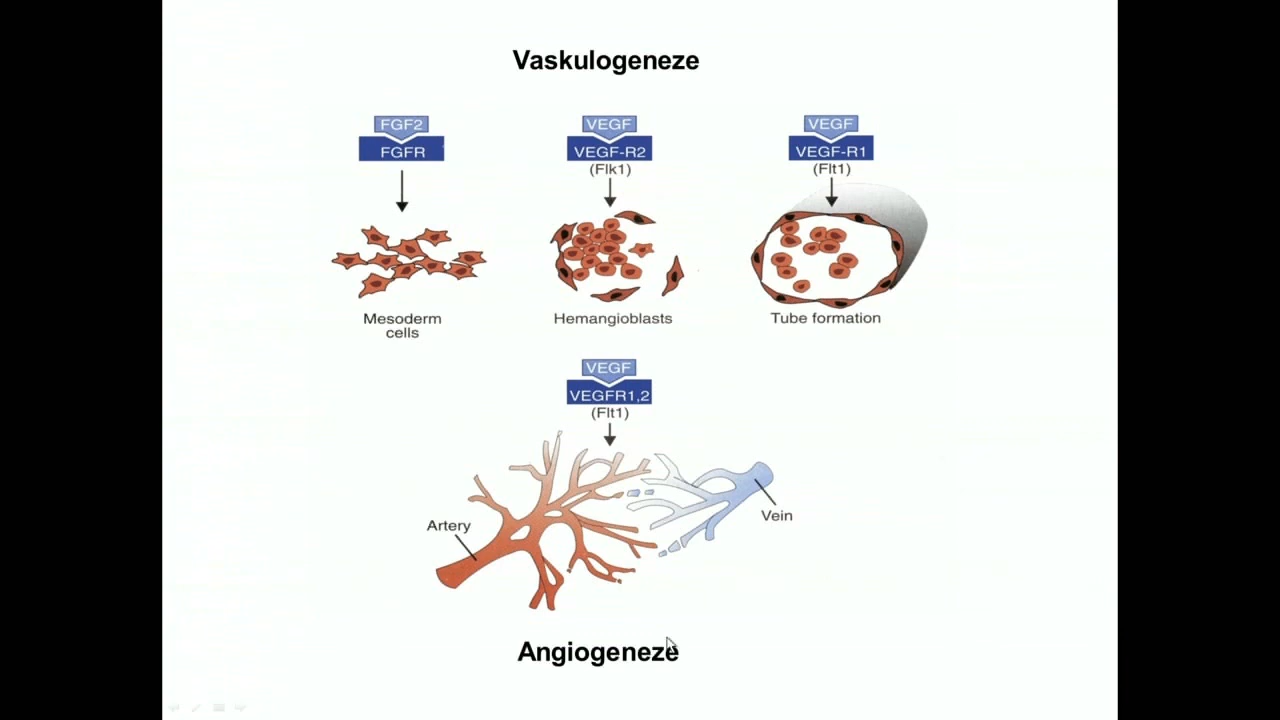 Vaskulogeneze
FGF2
FGFR
VEGF
VEGF-R2
(Flk1)
VEGF
VEGF-R1
(Flt1)
Mesoderm
cells
Hemangioblasts
Tube formation
VEGF
VEGFR1,2
(Flt1)
Artery
Vein
Angiogeneze